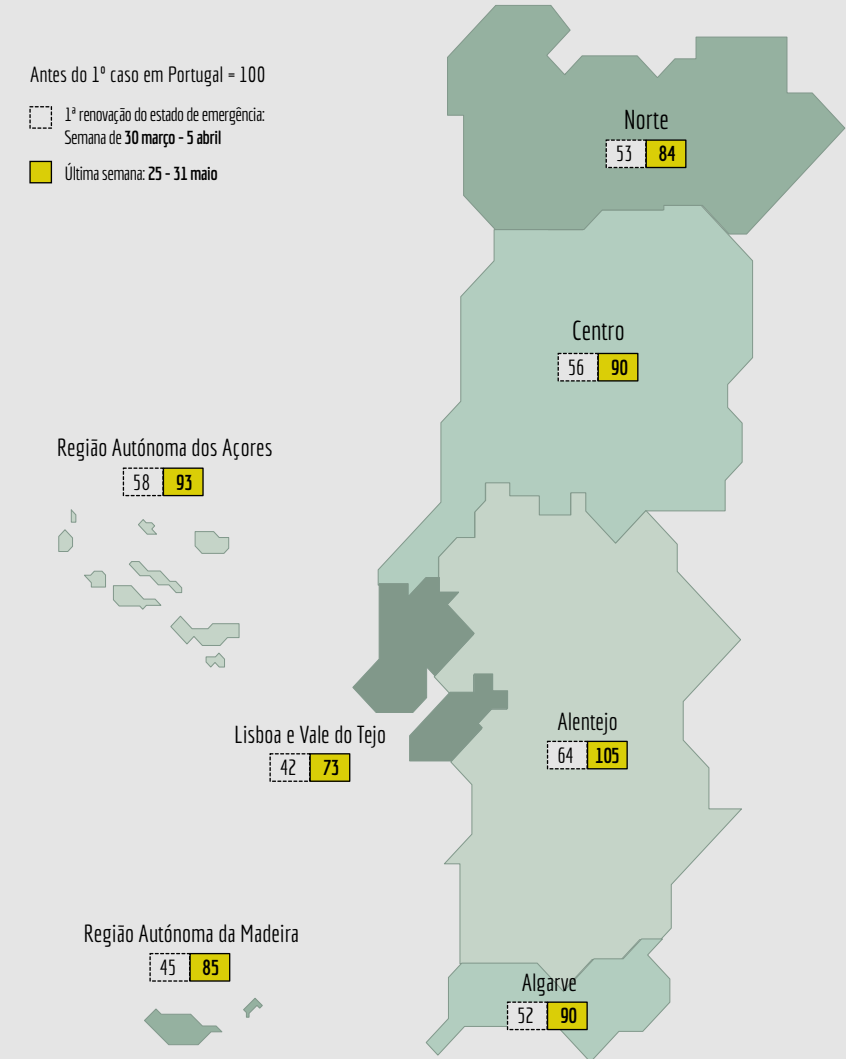 Antes do 1º caso em Portugal = 100
1ª renovação do estado de emergência:
Semana de 30 março - 5 abril
Última semana: 25 - 31 maio
Norte
53 84
Centro
56 90
Região Autónoma dos Açores
58 93
Lisboa e Vale do Tejo
42 73
Alentejo
64 105
Região Autónoma da Madeira
45 85
Algarve
52 90